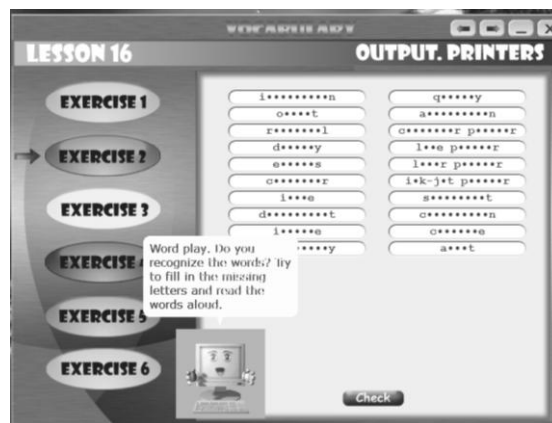 VOCABULARY
LESSON 16
OUTPUT. PRINTERS
EXERCISE 1
EXERCISE 2
EXERCISE 3
EXERCISE
EXERCISE 5
EXERCISE 6
i•••••••••n
o••••t
r•••••••l
d•••••y
e•••••s
c•••••••r
i•••e
d•••••••••t
i•••••e
•••••y
q•••••y
a•••••••••n
c•••••••r p•••••r
l••e p•••••r
l•••r p•••••r
i•k-j•t p•••••r
s••••••••t
c•••••••••n
c••••••e
a•••t
Word play. Do you
recognize the words? Try
to fill in the missing
letters and read the
words aloud.
Check